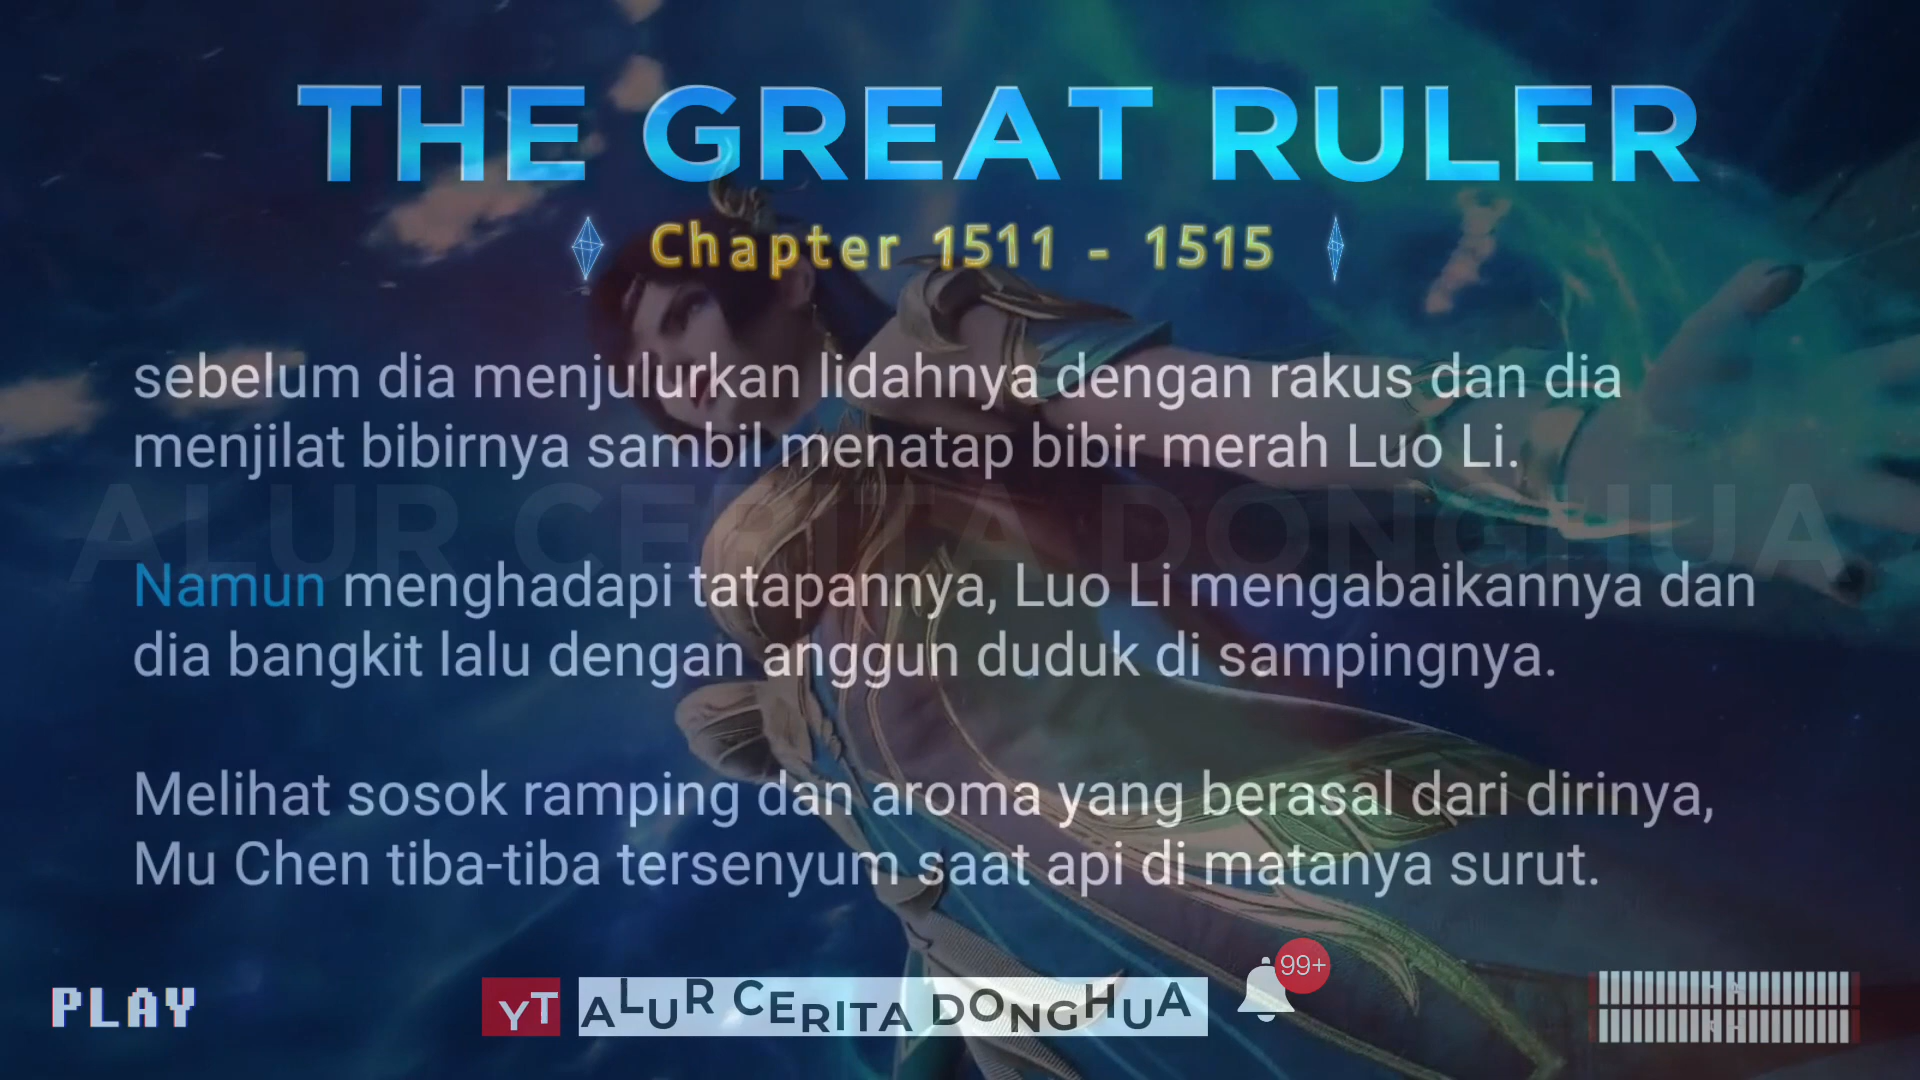 THE GREAT RULER
Chapter 1511 - 1515
sebelum dia menjulurkan lidahnya dengan rakus dan dia
menjilat bibirnya sambil menatap bibir merah Luo Li.
ALUR CERITA DONGHUA
Namun menghadapi tatapannya, Luo Li mengabaikannya dan
dia bangkit lalu dengan anggun duduk di sampingnya.
Melihat sosok ramping dan aroma yang berasal dari dirinya,
Mu Chen tiba-tiba tersenyum saat api di matanya surut.
PLAY
YT ALUR CERITA DONGHUA
99+